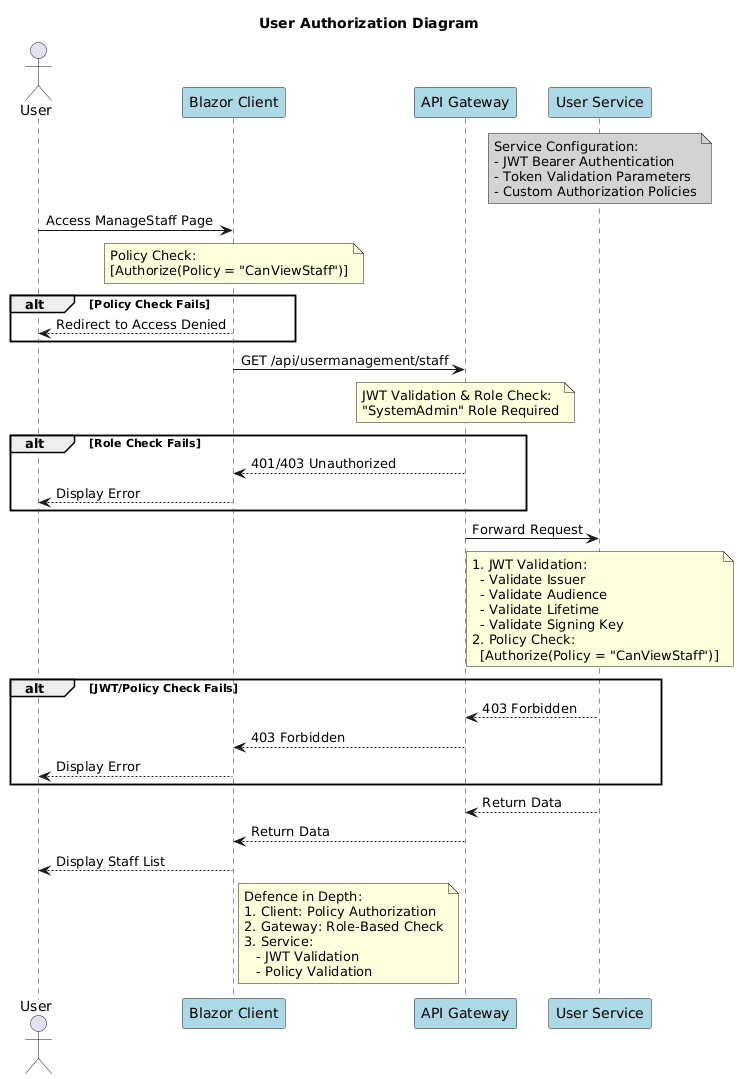 User Authorization Diagram
User
Blazor Client
API Gateway
User Service
Service Configuration:
- JWT Bearer Authentication
- Token Validation Parameters
- Custom Authorization Policies
Access ManageStaff Page
Policy Check:
[Authorize(Policy = "CanViewStaff")]
alt [Policy Check Fails]
Redirect to Access Denied
GET /api/usermanagement/staff
JWT Validation & Role Check:
"SystemAdmin" Role Required
alt [Role Check Fails]
401/403 Unauthorized
Display Error
Forward Request
1. JWT Validation:
- Validate Issuer
- Validate Audience
- Validate Lifetime
- Validate Signing Key
2. Policy Check:
[Authorize(Policy = "CanViewStaff")]
alt [JWT/Policy Check Fails]
403 Forbidden
403 Forbidden
Display Error
Return Data
Return Data
Display Staff List
Defence in Depth:
1. Client: Policy Authorization
2. Gateway: Role-Based Check
3. Service:
- JWT Validation
- Policy Validation
User
Blazor Client
API Gateway
User Service